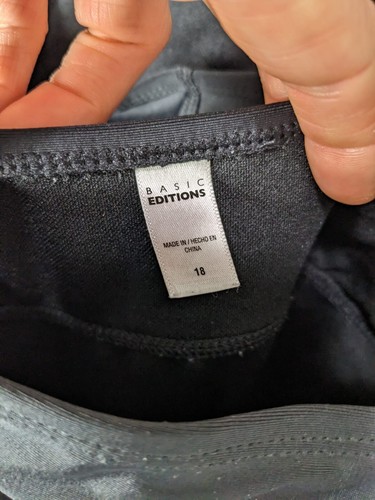 BASIC
EDITIONS
MADE IN / HECHO EN
CHINA
18